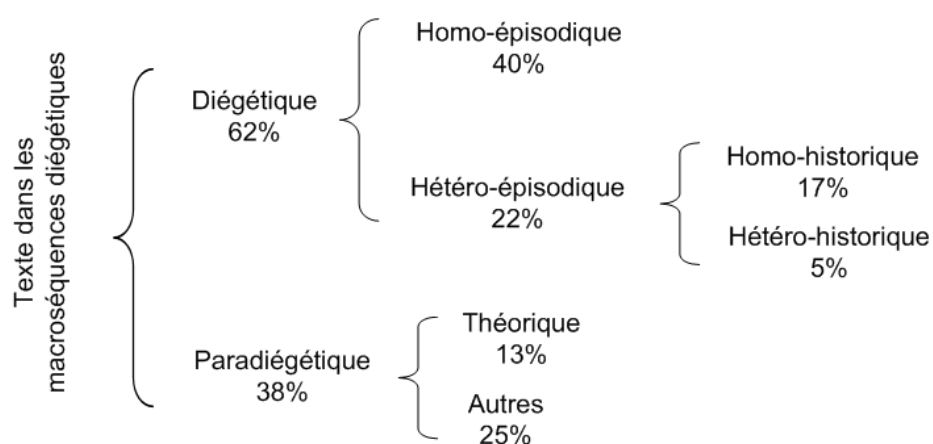 Texte dans les
macroséquences diégétiques
Diégétique
62%
Homo-épisodique
40%
Hétéro-épisodique
22%
Homo-historique
17%
Hétéro-historique
5%
Paradiégétique
38%
Théorique
13%
Autres
25%